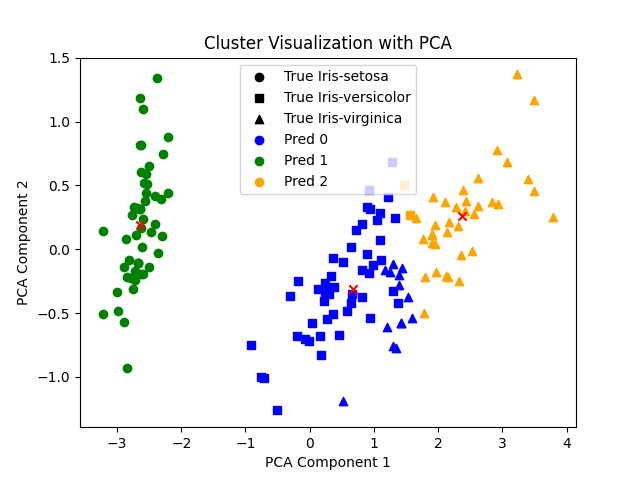 Cluster Visualization with PCA
1.5
1.0
0.5
0.0
−0.5
−1.0
PCA Component 2
True Iris-setosa
True Iris-versicolor
True Iris-virginica
Pred 0
Pred 1
Pred 2
−3 −2 −1 0 1 2 3 4
PCA Component 1